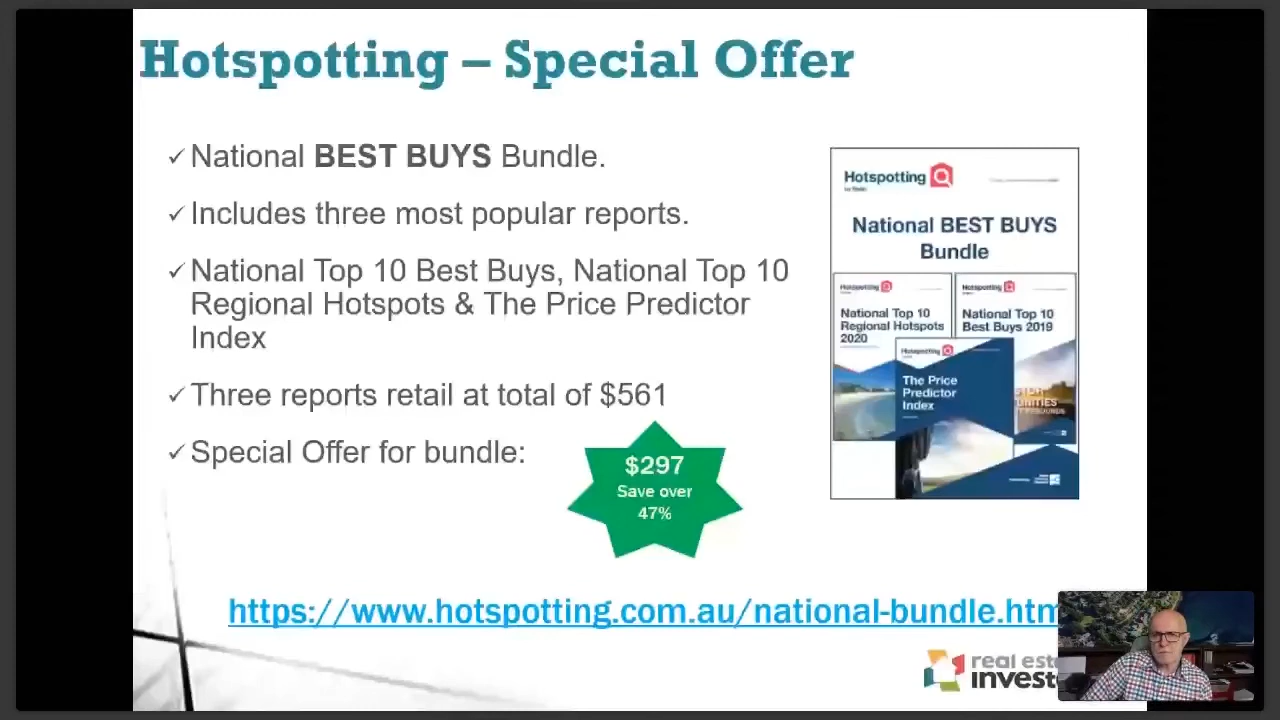 Hotspotting – Special Offer
✓ National BEST BUYS Bundle.
✓ Includes three most popular reports.
✓ National Top 10 Best Buys, National Top 10
Regional Hotspots & The Price Predictor
Index
✓ Three reports retail at total of $561
✓ Special Offer for bundle:
$297
Save over
47%
Hotspotting
National BEST BUYS
Bundle
Hotspotting
National Top 10
Regional Hotspots
2020
Hotspotting
National Top 10
Best Buys 2019
Hotspotting
The Price
Predictor
Index
https://www.hotspotting.com.au/national-bundle.htm
real esta
invest